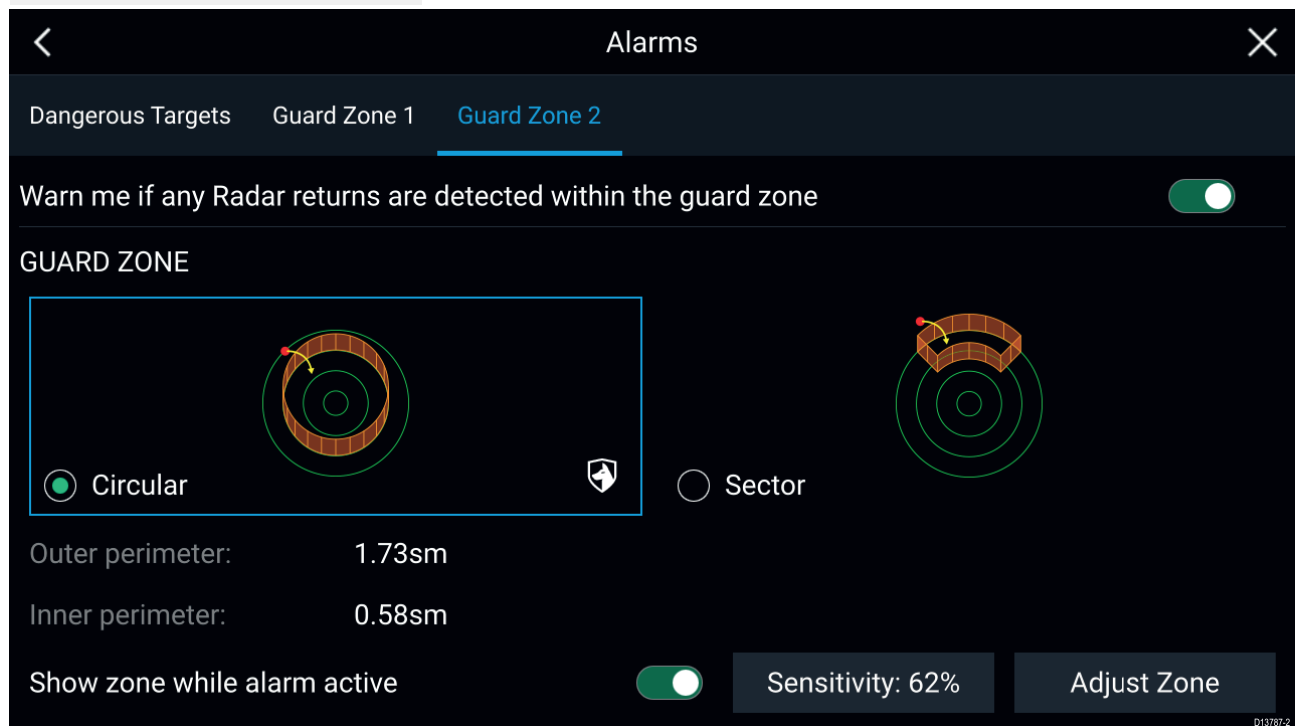 Alarms
Dangerous Targets Guard Zone 1 Guard Zone 2
Warn me if any Radar returns are detected within the guard zone
GUARD ZONE
Circular Sector
Outer perimeter: 1.73sm
Inner perimeter: 0.58sm
Show zone while alarm active Sensitivity: 62% Adjust Zone
D13787-2